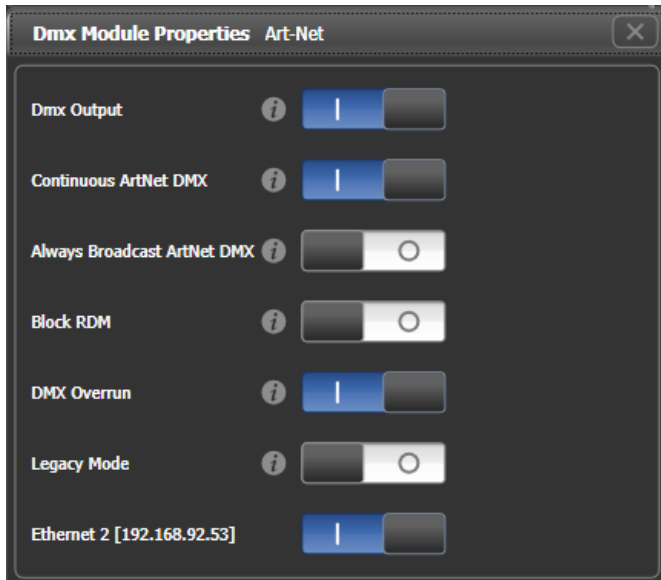 Dmx Module Properties Art-Net
Dmx Output
Continuous ArtNet DMX
Always Broadcast ArtNet DMX
Block RDM
DMX Overrun
Legacy Mode
Ethernet 2 [192.168.92.53]